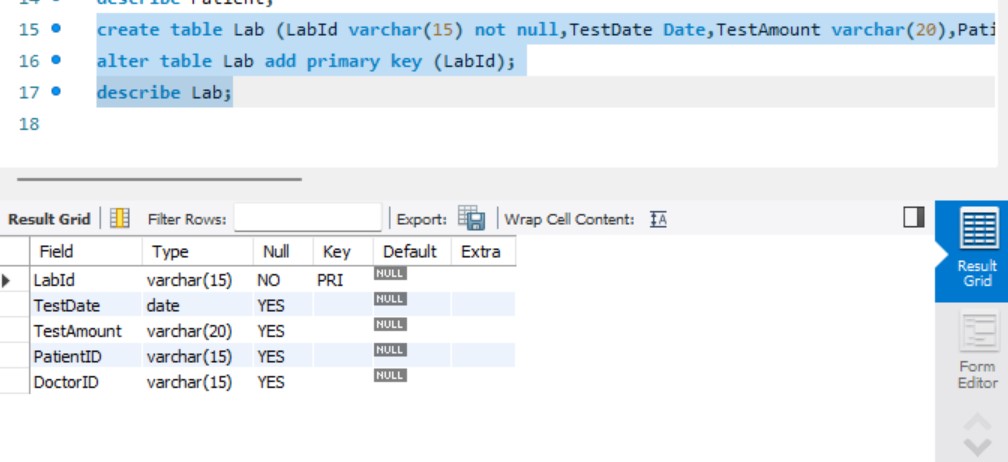 14 describe Patient;
15 create table Lab (LabId varchar(15) not null,TestDate Date,TestAmount varchar(20),Pati
16 alter table Lab add primary key (LabId);
17 describe Lab;
18
Result Grid Filter Rows: Export: Wrap Cell Content: IA
Field Type Null Key Default Extra
LabId varchar(15) NO PRI NULL
TestDate date YES NULL
TestAmount varchar(20) YES NULL
PatientID varchar(15) YES NULL
DoctorID varchar(15) YES NULL
Result
Grid
Form
Editor